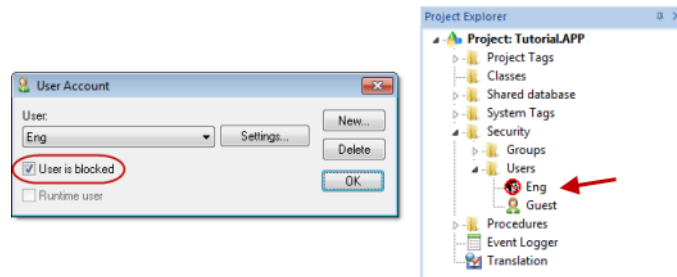 User Account
User:
Eng
Settings...
New...
Delete
User is blocked
OK
Runtime user
Project Explorer
Project: Tutorial.APP
Project Tags
Classes
Shared database
System Tags
Security
Groups
Users
Eng
Guest
Procedures
Event Logger
Translation